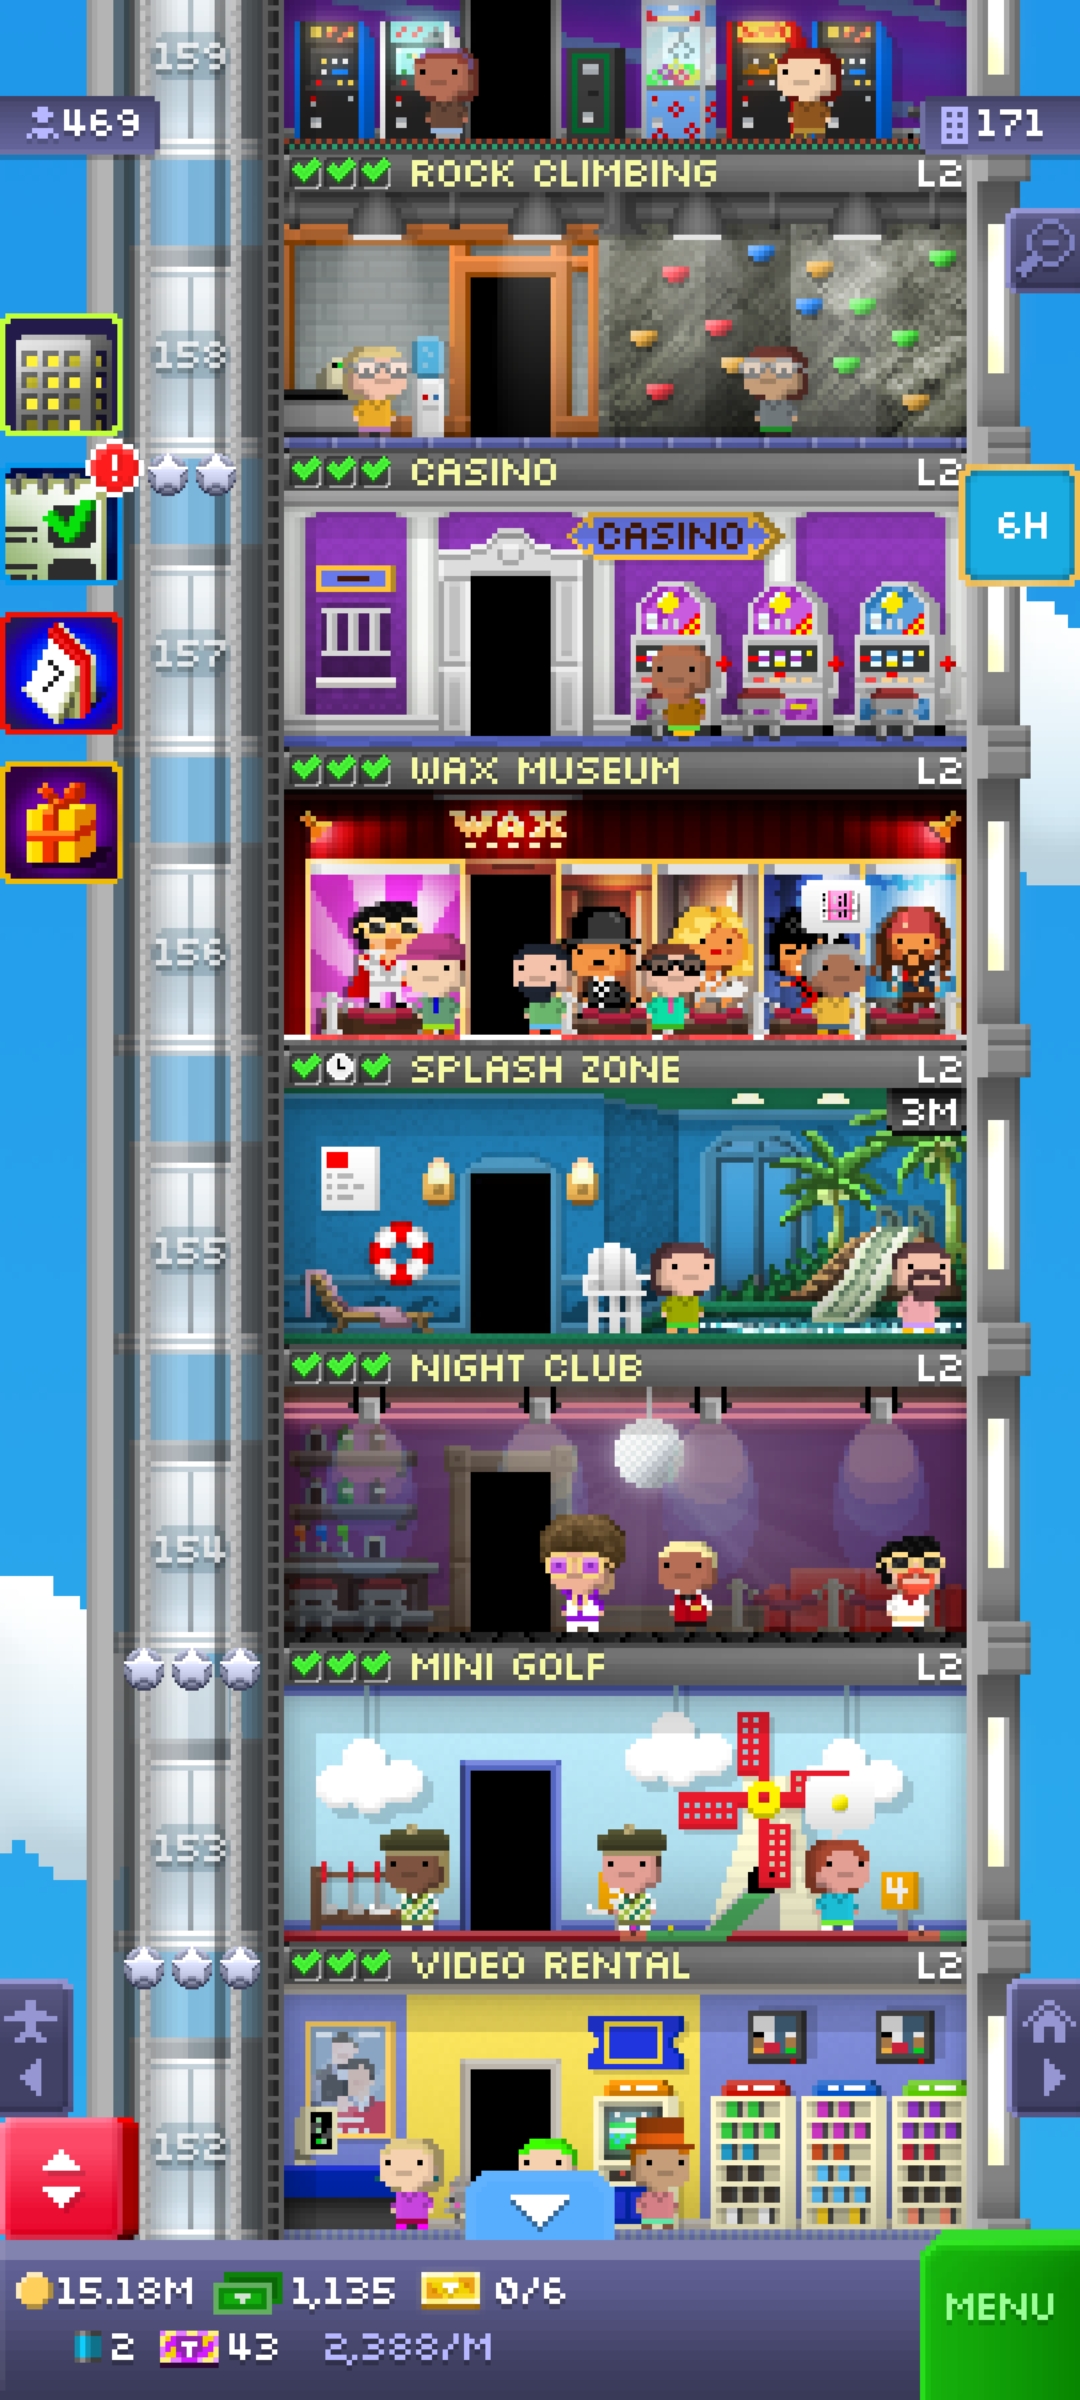 159
469
171
ROCK CLIMBING L2
158
CASINO L2
6H
CASINO
157
WAX MUSEUM L2
WAX
156
SPLASH ZONE L2
3M
155
NIGHT CLUB L2
154
MINI GOLF L2
153
4
VIDEO RENTAL L2
152
15.18M 1,135 0/6
MENU
2 T 43 2,388/M